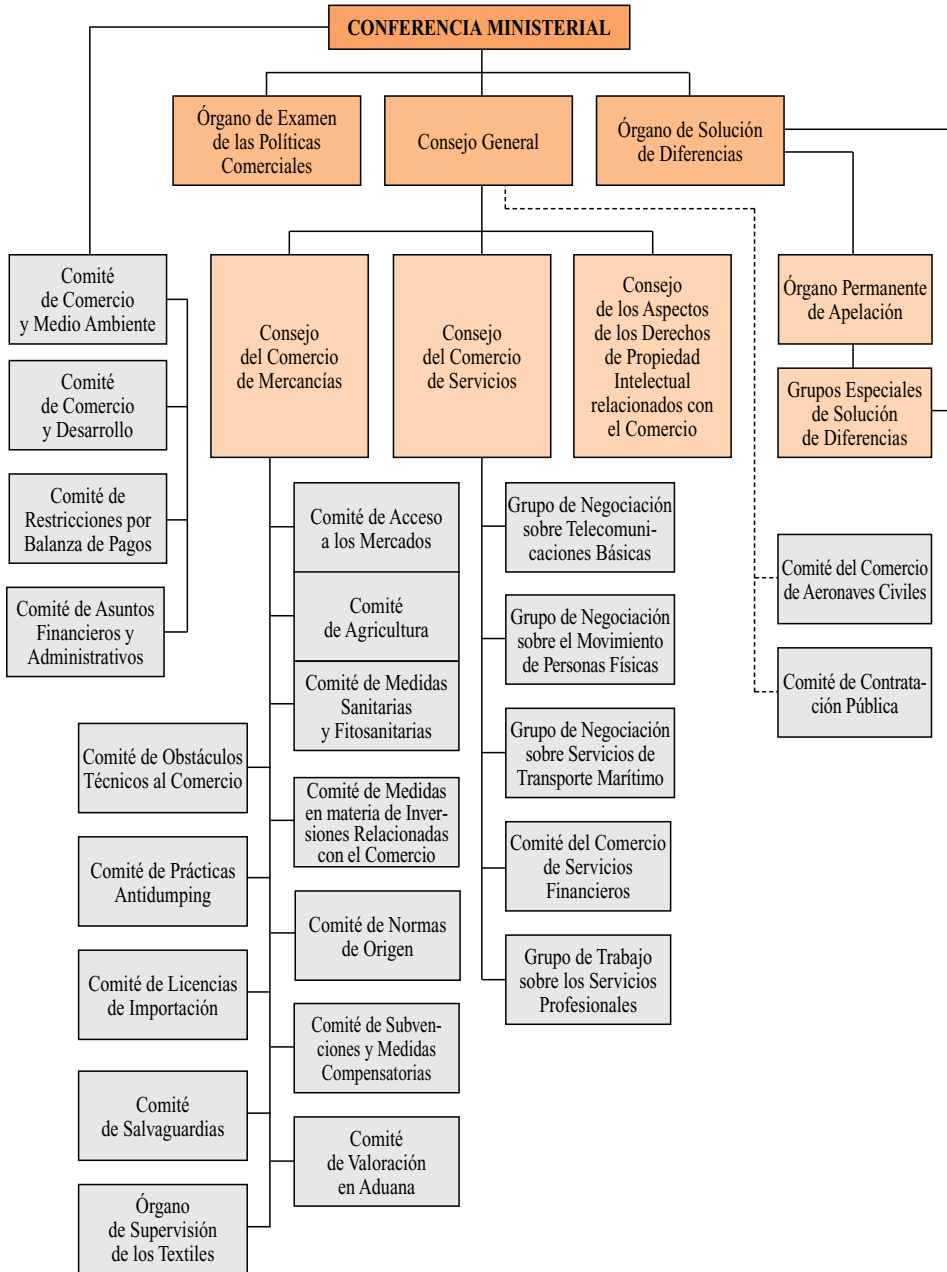 CONFERENCIA MINISTERIAL
Órgano de Examen
de las Políticas
Comerciales
Consejo General
Órgano de Solución
de Diferencias
Comité
de Comercio
y Medio Ambiente
Comité
de Comercio
y Desarrollo
Comité de
Restricciones por
Balanza de Pagos
Comité de Asuntos
Financieros y
Administrativos
Consejo
del Comercio
de Mercancías
Consejo
del Comercio
de Servicios
Consejo
de los Aspectos
de los Derechos
de Propiedad
Intelectual
relacionados con
el Comercio
Órgano Permanente
de Apelación
Grupos Especiales
de Solución
de Diferencias
Comité de Acceso
a los Mercados
Comité
de Agricultura
Comité de Medidas
Sanitarias
y Fitosanitarias
Comité de Obstáculos
Técnicos al Comercio
Comité de Medidas
en materia de Inver-
siones Relacionadas
con el Comercio
Comité de Prácticas
Antidumping
Comité de Normas
de Origen
Comité de Licencias
de Importación
Comité de Subven-
ciones y Medidas
Compensatorias
Comité
de Salvaguardias
Comité
de Valoración
en Aduana
Órgano
de Supervisión
de los Textiles
Grupo de Negociación
sobre Telecomuni-
caciones Básicas
Grupo de Negociación
sobre el Movimiento
de Personas Físicas
Grupo de Negociación
sobre Servicios de
Transporte Marítimo
Comité del Comercio
de Servicios
Financieros
Grupo de Trabajo
sobre los Servicios
Profesionales
Comité del Comercio
de Aeronaves Civiles
Comité de Contrata-
ción Pública